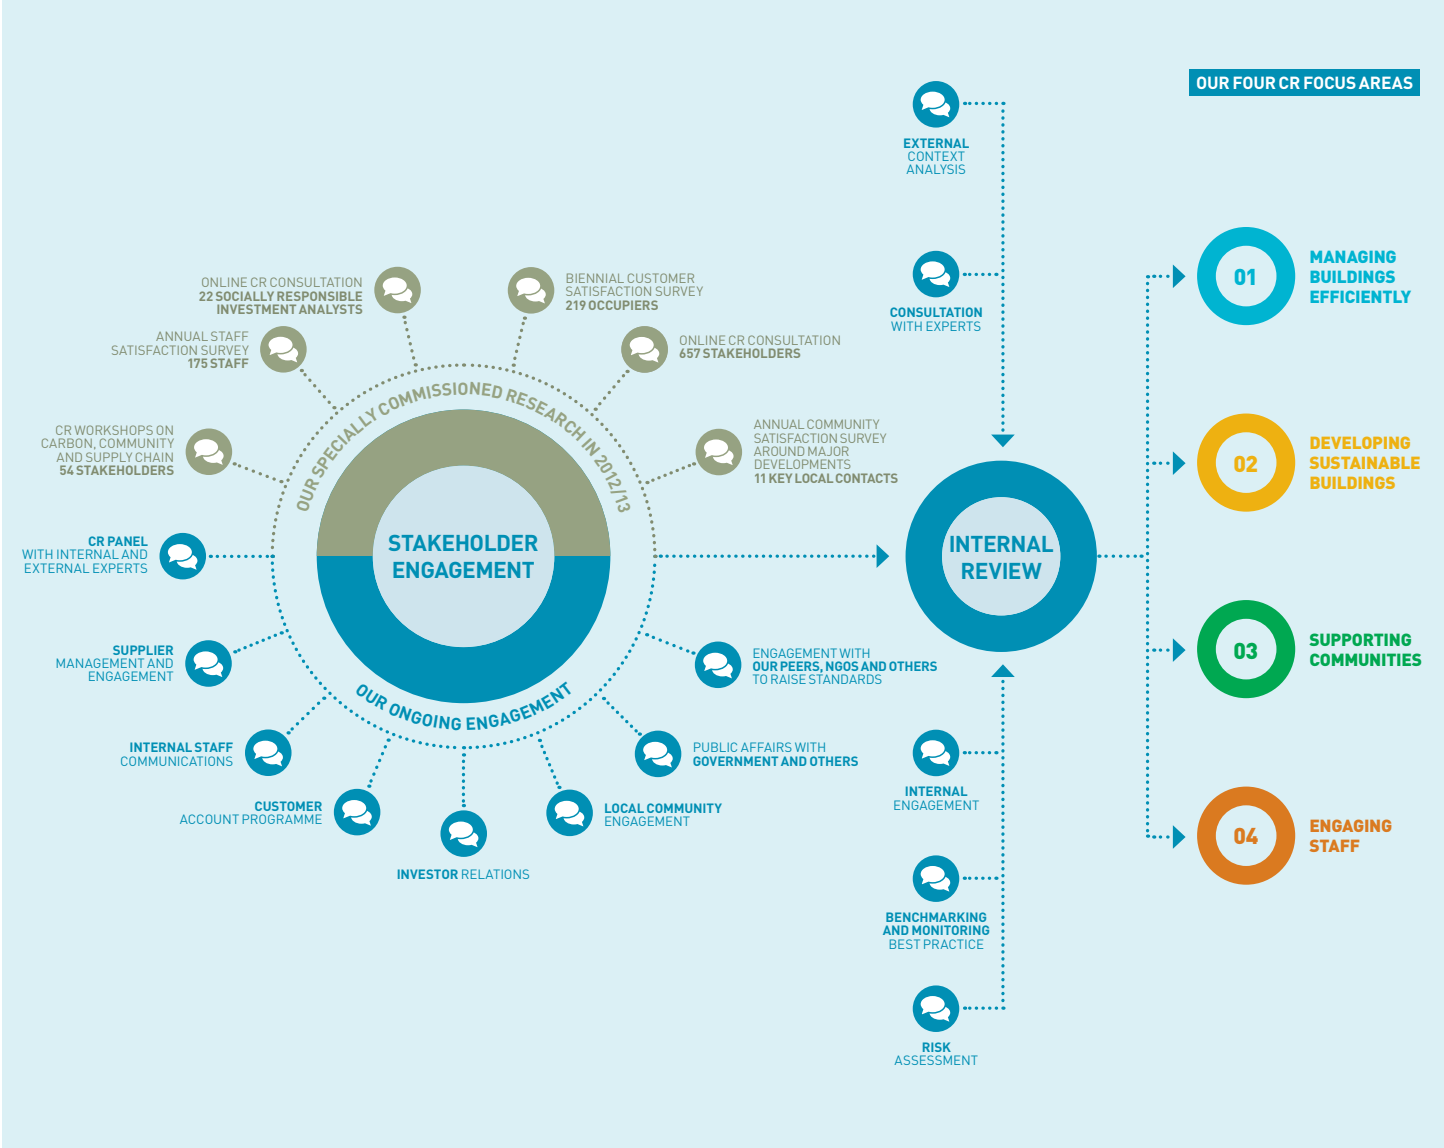 OUR FOUR CR FOCUS AREAS
EXTERNAL
CONTEXT
ANALYSIS
CONSULTATION
WITH EXPERTS
ONLINE CR CONSULTATION
22 SOCIALLY RESPONSIBLE
INVESTMENT ANALYSTS
BIENNIAL CUSTOMER
SATISFACTION SURVEY
219 OCCUPIERS
ANNUAL STAFF
SATISFACTION SURVEY
175 STAFF
ONLINE CR CONSULTATION
657 STAKEHOLDERS
CR WORKSHOPS ON
CARBON, COMMUNITY
AND SUPPLY CHAIN
54 STAKEHOLDERS
ANNUAL COMMUNITY
SATISFACTION SURVEY
AROUND MAJOR
DEVELOPMENTS
11 KEY LOCAL CONTACTS
OUR SPECIALLY COMMISSIONED RESEARCH IN 2012/13
STAKEHOLDER
ENGAGEMENT
OUR ONGOING ENGAGEMENT
CR PANEL
WITH INTERNAL AND
EXTERNAL EXPERTS
SUPPLIER
MANAGEMENT AND
ENGAGEMENT
INTERNAL STAFF
COMMUNICATIONS
CUSTOMER
ACCOUNT PROGRAMME
INVESTOR RELATIONS
LOCAL COMMUNITY
ENGAGEMENT
PUBLIC AFFAIRS WITH
GOVERNMENT AND OTHERS
ENGAGEMENT WITH
OUR PEERS, NGOS AND OTHERS
TO RAISE STANDARDS
INTERNAL
REVIEW
INTERNAL
ENGAGEMENT
BENCHMARKING
AND MONITORING
BEST PRACTICE
RISK
ASSESSMENT
01
MANAGING
BUILDINGS
EFFICIENTLY
02
DEVELOPING
SUSTAINABLE
BUILDINGS
03
SUPPORTING
COMMUNITIES
04
ENGAGING
STAFF